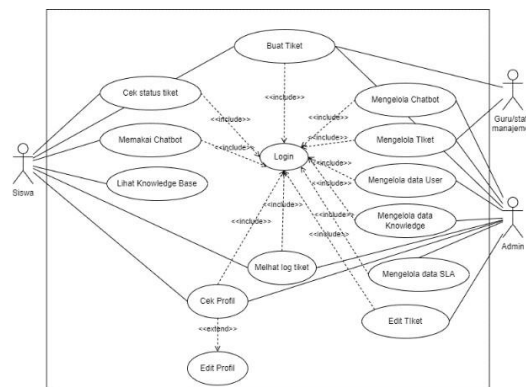 Buat Tiket
Cek status tiket
<<include>>
<<include>>
<<include>>
Mengelola Chatbot
Guru/staf
manajemen
Memakai Chatbot
<<include>>
<<include>>
Mengelola TIket
Login
Siswa
Lihat Knowledge Base
<<include>>
Mengelola data User
<<include>>
<<include>>
<<include>>
Mengelola data
Knowledge
<<include>>
Admin
Melhat log tiket
Mengelola data SLA
Cek Profil
Edit TIket
<<extend>>
Edit Profil